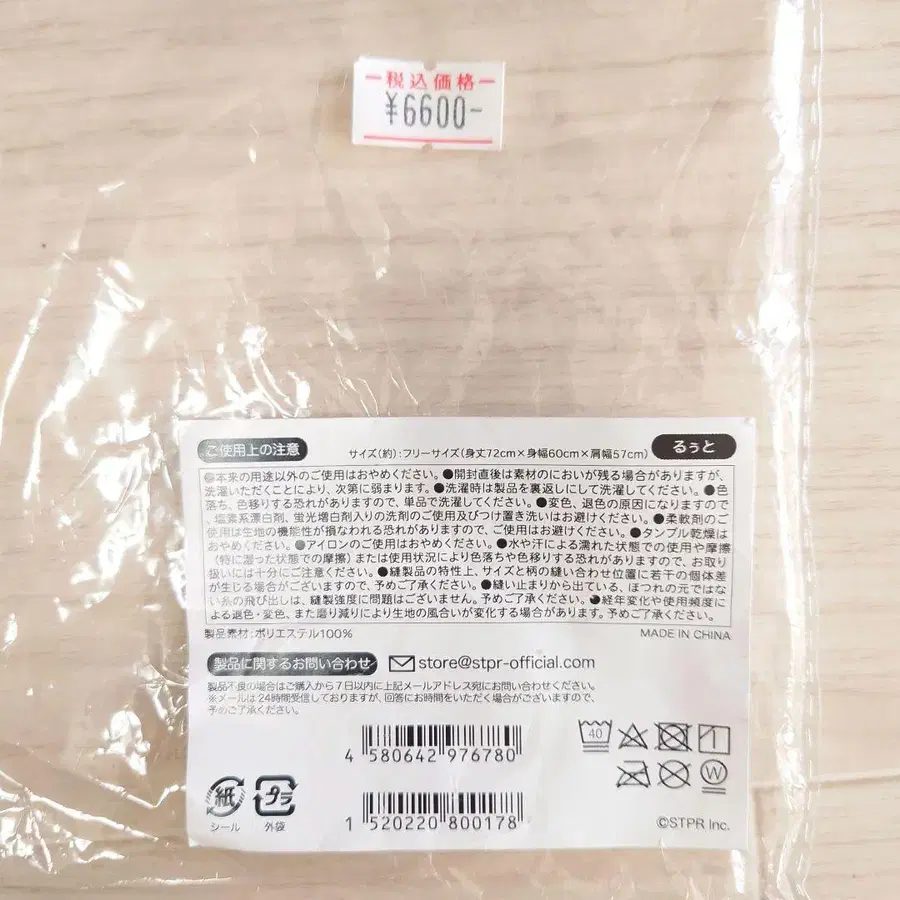 税込価格
¥6600-
ご使用上の注意
サイズ(約):フリーサイズ(身丈72cm×身幅60cm×肩幅57cm)
るぅと
●本来の用途以外のご使用はおやめください。●開封直後は素材のにおいが残る場合がありますが、
洗濯いただくことにより、次第に弱まります。●洗濯時は製品を裏返しにして洗濯してください。●色
落ち、色移りする恐れがありますので、単品で洗濯してください。●変色、退色の原因になりますので
、塩素系漂白剤、蛍光増白剤入りの洗剤のご使用及びつけ置き洗いはお避けください。●柔軟剤のご
使用は生地の機能性が損なわれる恐れがありますので、ご使用はお避けください。●タンブル乾燥は
おやめください。●アイロンのご使用はおやめください。●水や汗による濡れた状態での使用や摩擦
(特に湿った状態での摩擦)または使用状況により色落ちや色移りする恐れがありますので、お取り
扱いには十分にご注意ください。●縫製品の特性上、サイズと柄の縫い合わせ位置に若干の個体差
が生じる場合がございますので、予めご了承ください。●縫い止まりから出ている、ほつれの元ではな
い糸の飛び出しは、縫製強度に問題はございません。予めご了承ください。●経年変化や使用頻度に
よる退色・変色、また磨り減りにより生地の風合いが変化する場合があります。予めご了承ください。
製品素材:ポリエステル100%
MADE IN CHINA
製品に関するお問い合わせ
store@stpr-official.com
製品不良の場合はご購入から7日以内に上記メールアドレス宛にお問い合わせください。
※メールは24時間受信しておりますが、回答にお時間をいただく場合がございますので、
予めご了承ください。
4 580642 976780
40
W
紙
シール
プラ
外袋
1 520220 800178
©STPR Inc.